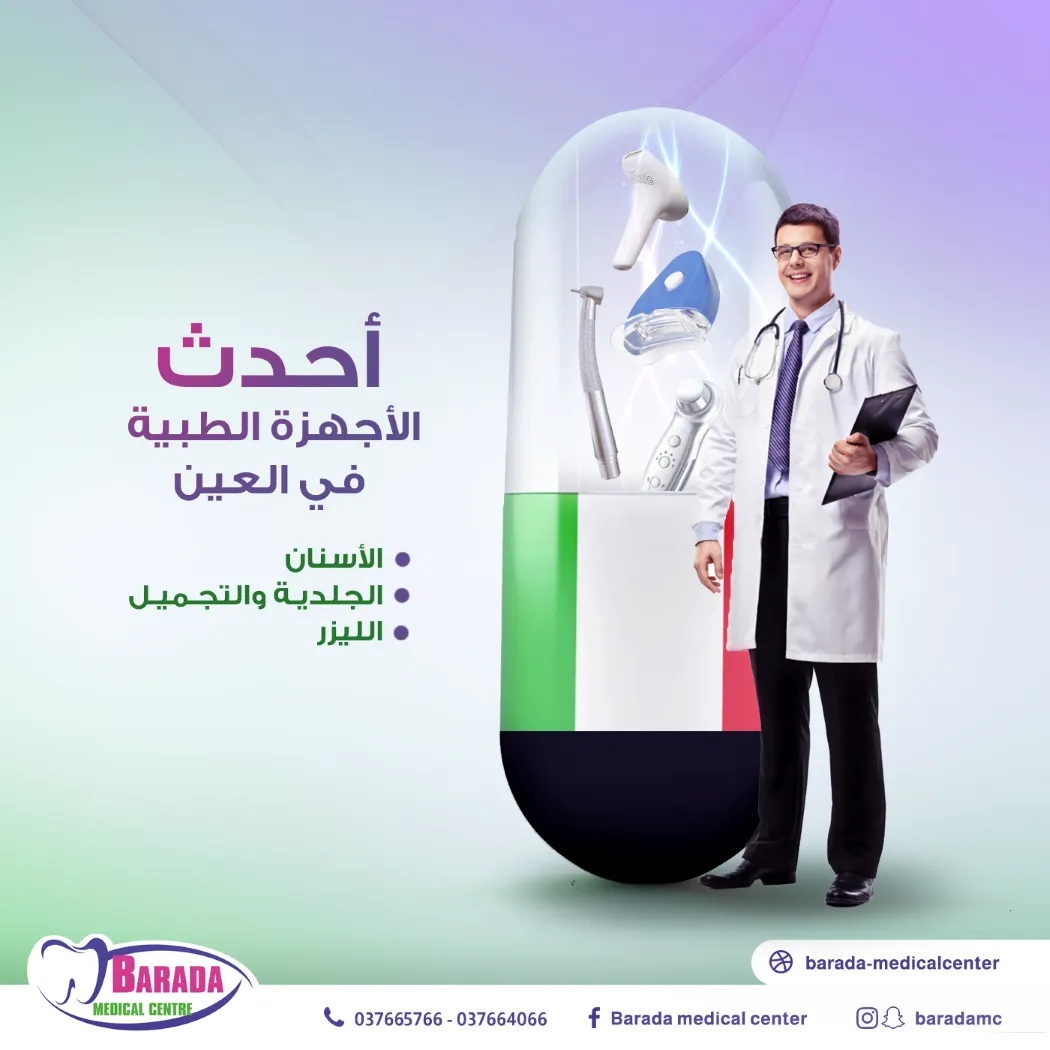 أحدث
الأجهزة الطبية
في العين
الأسنان
الجلدية والتجميل
الليزر
BARADA
MEDICAL CENTRE
barada-medicalcenter
037665766 - 037664066
Barada medical center
baradamc